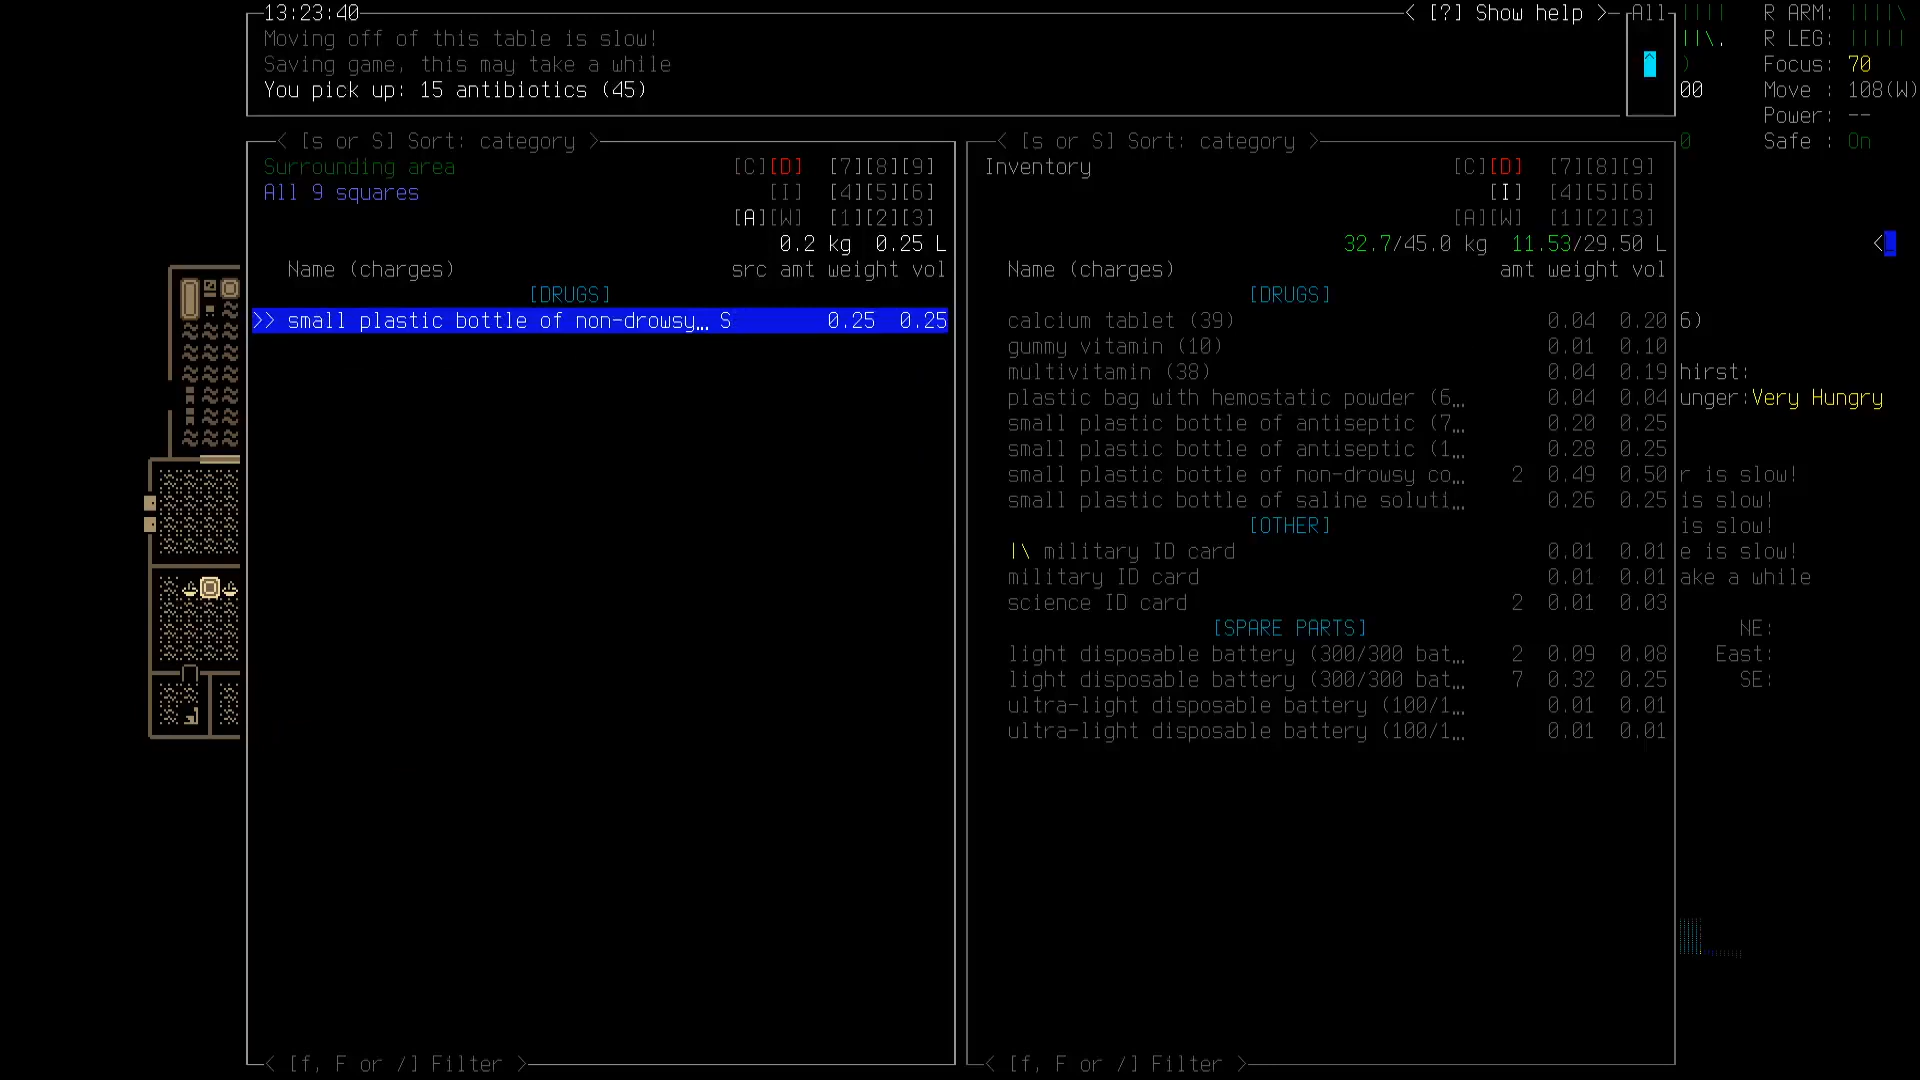 13:23:40 < [?] Show help >
Moving off of this table is slow!
Saving game, this may take a while
You pick up: 15 antibiotics (45)
All
^
R ARM: ||||\
||\. R LEG: |||||
) Focus: 70
00 Move : 108(W)
Power: --
0 Safe : On
< [s or S] Sort: category >
Surrounding area [C][D] [7][8][9]
All 9 squares [I] [4][5][6]
[A][W] [1][2][3]
0.2 kg 0.25 L
Name (charges) src amt weight vol
[DRUGS]
>> small plastic bottle of non-drowsy… S 0.25 0.25
< [f, F or /] Filter >
< [s or S] Sort: category >
Inventory [C][D] [7][8][9]
[I] [4][5][6]
[A][W] [1][2][3]
32.7/45.0 kg 11.53/29.50 L
Name (charges) amt weight vol
[DRUGS]
calcium tablet (39) 0.04 0.20
gummy vitamin (10) 0.01 0.10
multivitamin (38) 0.04 0.19
plastic bag with hemostatic powder (6… 0.04 0.04
small plastic bottle of antiseptic (7… 0.20 0.25
small plastic bottle of antiseptic (1… 0.28 0.25
small plastic bottle of non-drowsy co… 2 0.49 0.50
small plastic bottle of saline soluti… 0.26 0.25
[OTHER]
|\ military ID card 0.01 0.01
military ID card 0.01 0.01
science ID card 2 0.01 0.03
[SPARE PARTS]
light disposable battery (300/300 bat… 2 0.09 0.08
light disposable battery (300/300 bat… 7 0.32 0.25
ultra-light disposable battery (100/1… 0.01 0.01
ultra-light disposable battery (100/1… 0.01 0.01
< [f, F or /] Filter >
<
6)
hirst:
unger:Very Hungry
r is slow!
is slow!
is slow!
e is slow!
ake a while
NE:
East:
SE: